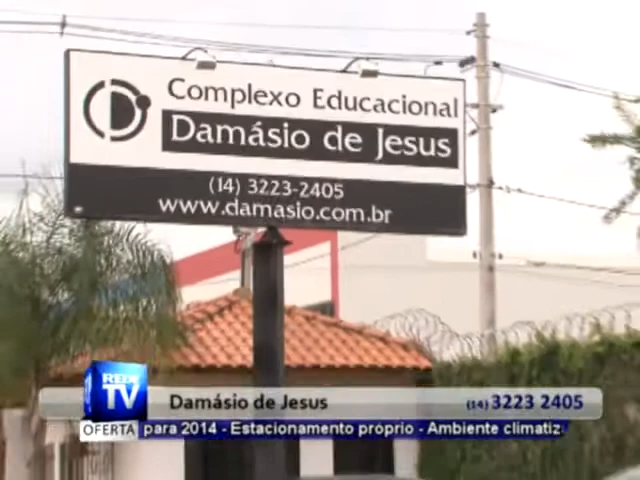 Complexo Educacional
Damásio de Jesus
(14) 3223-2405
www.damasio.com.br
REDE
TV
Damásio de Jesus
(14) 3223 2405
OFERTA
para 2014 - Estacionamento próprio - Ambiente climatiz